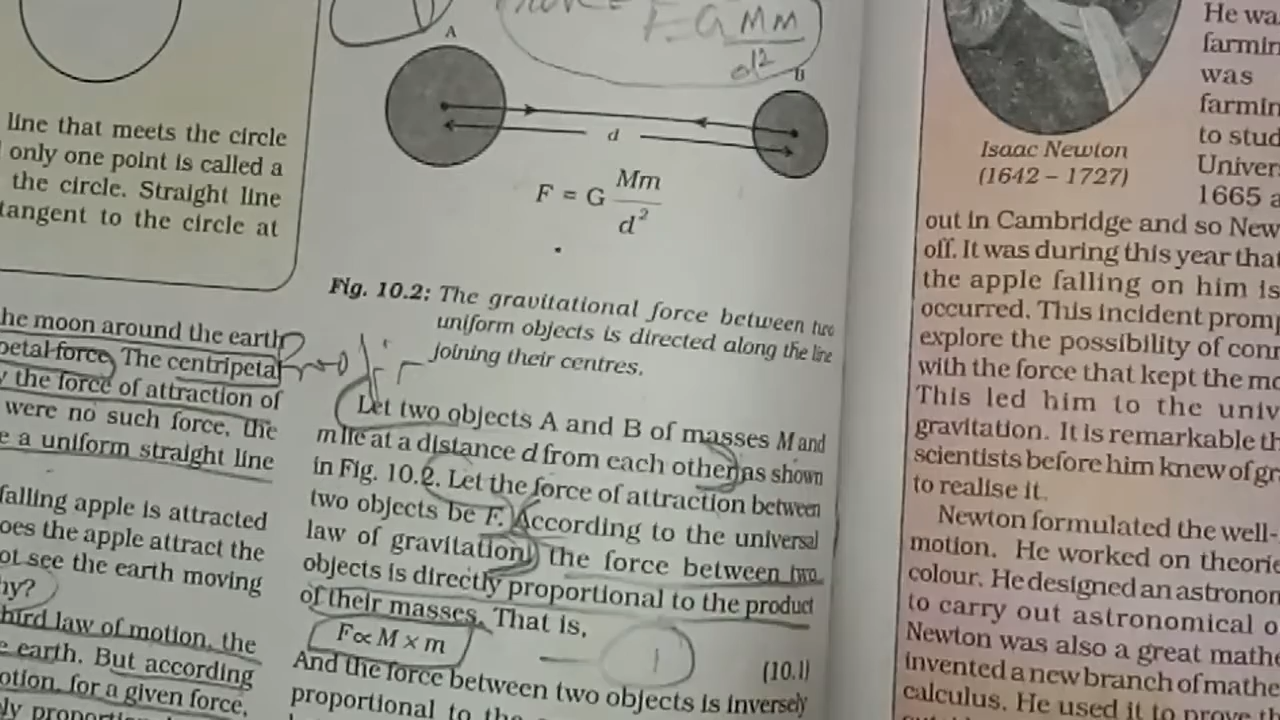 line that meets the circle
only one point is called a
the circle. Straight line
tangent to the circle at
he moon around the earth
petal force. The centripetal
y the force of attraction of
were no such force, the
e a uniform straight line
falling apple is attracted
oes the apple attract the
ot see the earth moving
hy?
hird law of motion, the
e earth. But according
otion, for a given force,
F = G Mm
d²
A
B
d
F = G Mm
d²
Fig. 10.2: The gravitational force between two
uniform objects is directed along the line
joining their centres.
Proof :-
Let two objects A and B of masses M and
m lie at a distance d from each other as shown
in Fig. 10.2. Let the force of attraction between
two objects be F. According to the universal
law of gravitation, the force between two
objects is directly proportional to the product
of their masses. That is,
F∝ M × m
1
(10.1)
And the force between two objects is inversely
proportional to the
Isaac Newton
(1642 – 1727)
He wa
farmin
was
farmin
to stud
Univer
1665 a
out in Cambridge and so New
off. It was during this year that
the apple falling on him is
occurred. This incident promp
explore the possibility of conn
with the force that kept the mo
This led him to the univ
gravitation. It is remarkable th
scientists before him knew of gr
to realise it.
Newton formulated the well-
motion. He worked on theorie
colour. He designed an astronon
to carry out astronomical o
Newton was also a great mathe
invented a new branch of mathe
calculus. He used it to prove th